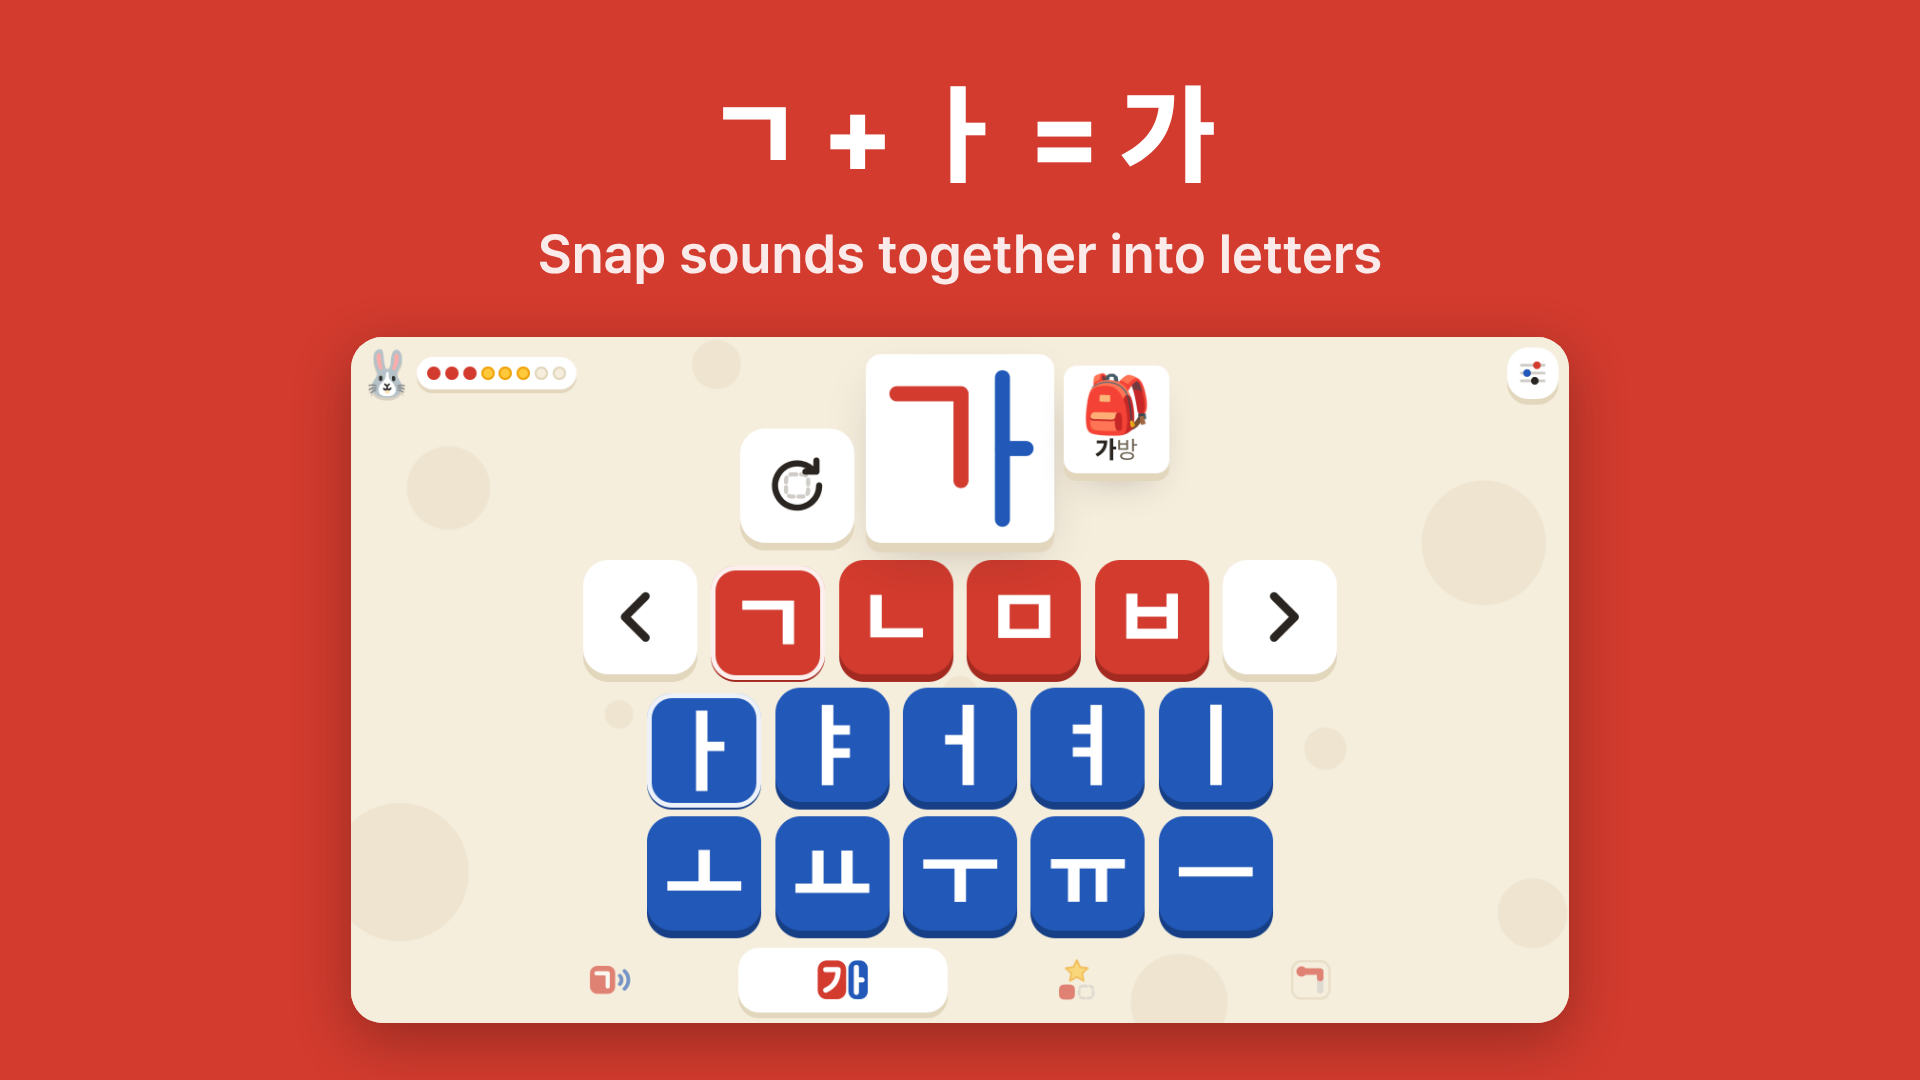 ㄱ + ㅏ = 가
Snap sounds together into letters
가
가방
ㄱ ㄴ ㅁ ㅂ
ㅏ ㅑ ㅓ ㅕ ㅣ
ㅗ ㅛ ㅜ ㅠ ㅡ
ㄱ 가 ㄱ